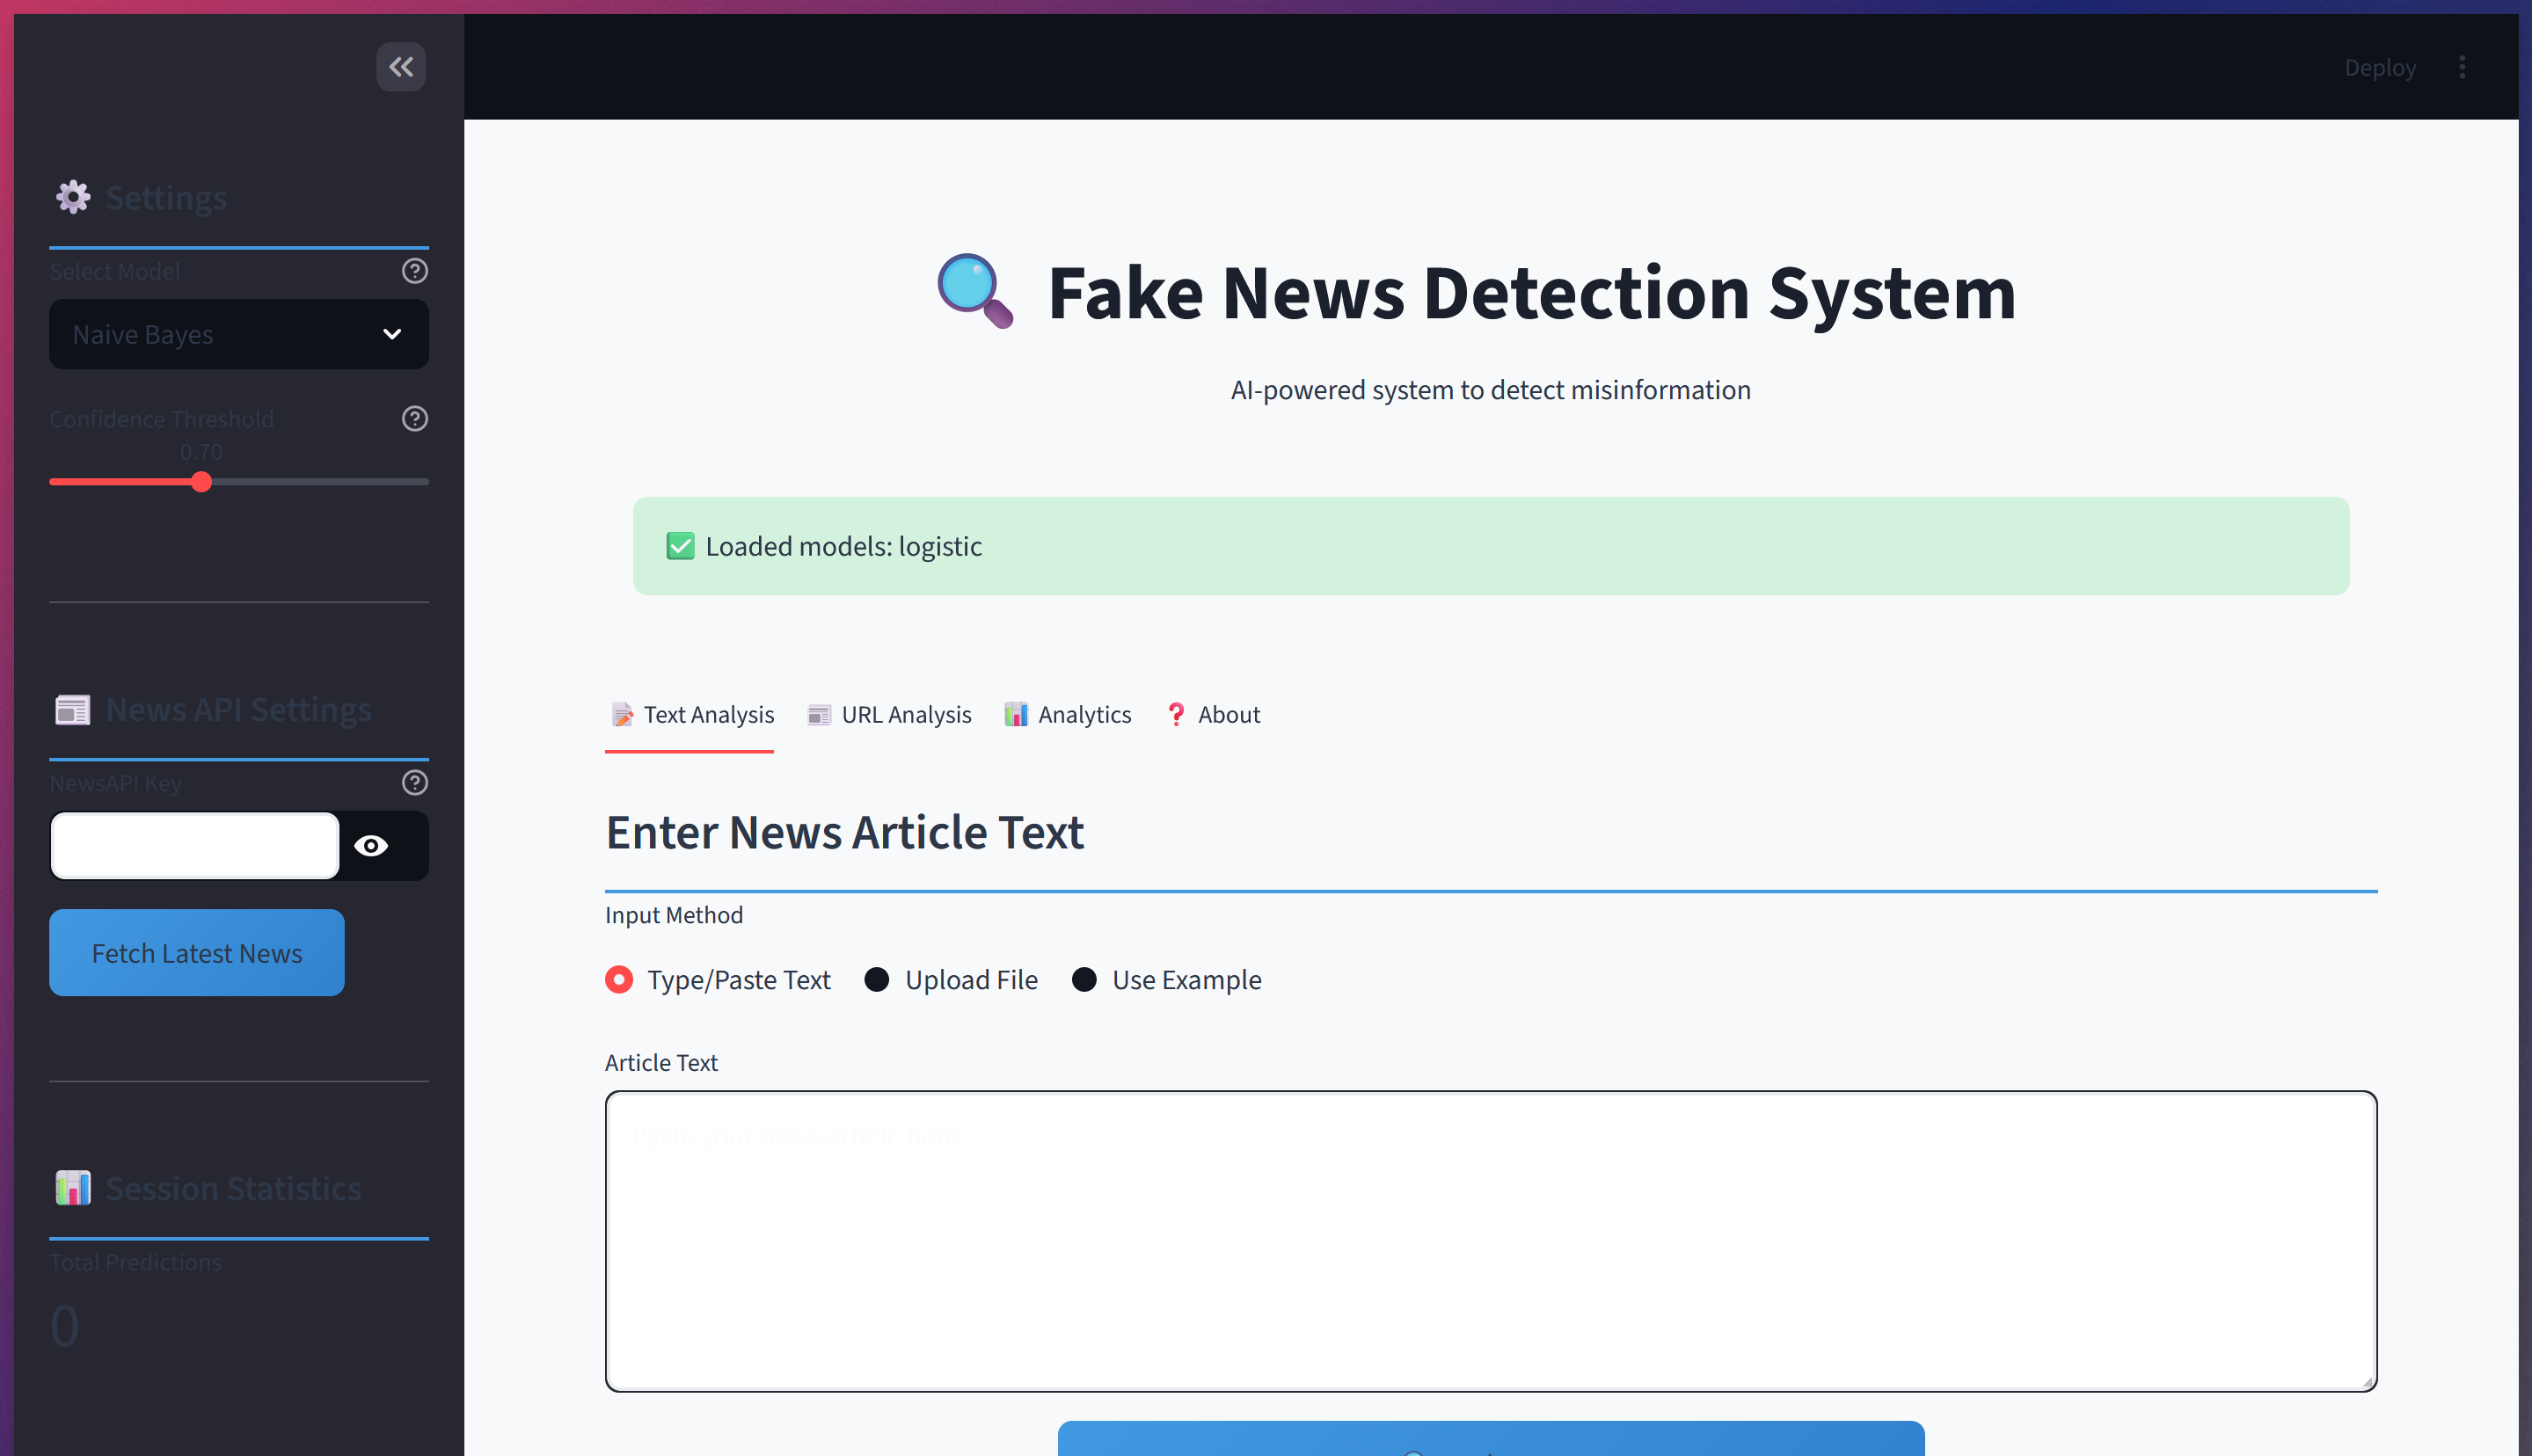 Deploy
Settings
Select Model
Naive Bayes
Confidence Threshold
0.70
News API Settings
NewsAPI Key
Fetch Latest News
Session Statistics
Total Predictions
0
Fake News Detection System
AI-powered system to detect misinformation
Loaded models: logistic
Text Analysis URL Analysis Analytics About
Enter News Article Text
Input Method
Type/Paste Text Upload File Use Example
Article Text
Paste your news article here...